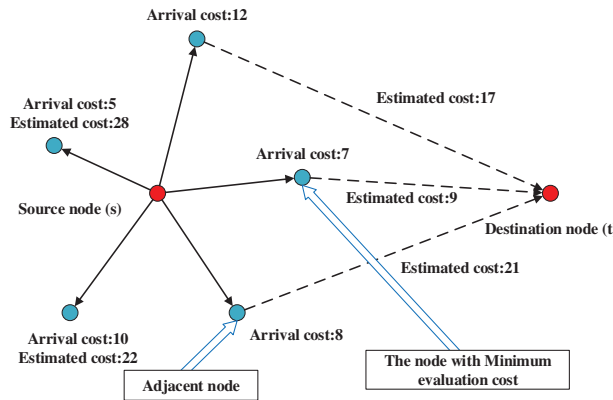 Arrival cost:12
Estimated cost:17
Arrival cost:5
Estimated cost:28
Arrival cost:7
Estimated cost:9
Source node (s)
Destination node (t
Estimated cost:21
Arrival cost:10
Estimated cost:22
Arrival cost:8
Adjacent node
The node with Minimum
evaluation cost